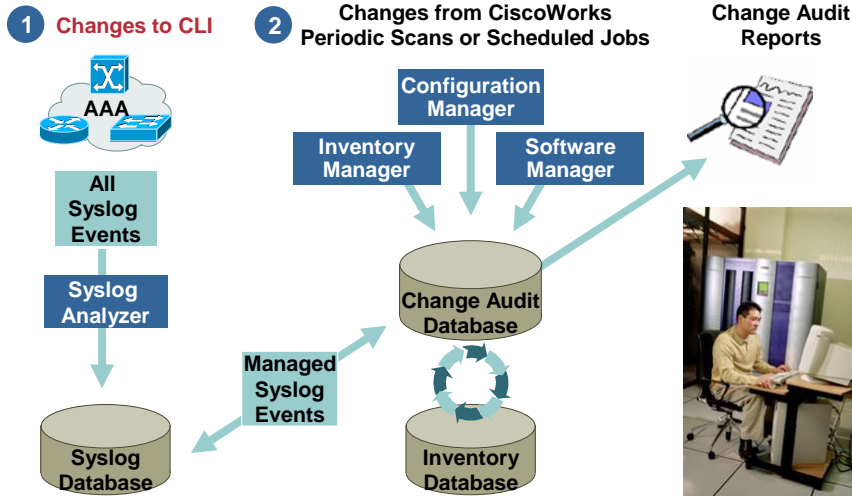 1 Changes to CLI
AAA
All
Syslog
Events
Syslog
Analyzer
Syslog
Database
2 Changes from CiscoWorks
Periodic Scans or Scheduled Jobs
Configuration
Manager
Inventory
Manager
Software
Manager
Change Audit
Database
Managed
Syslog
Events
Inventory
Database
Change Audit
Reports